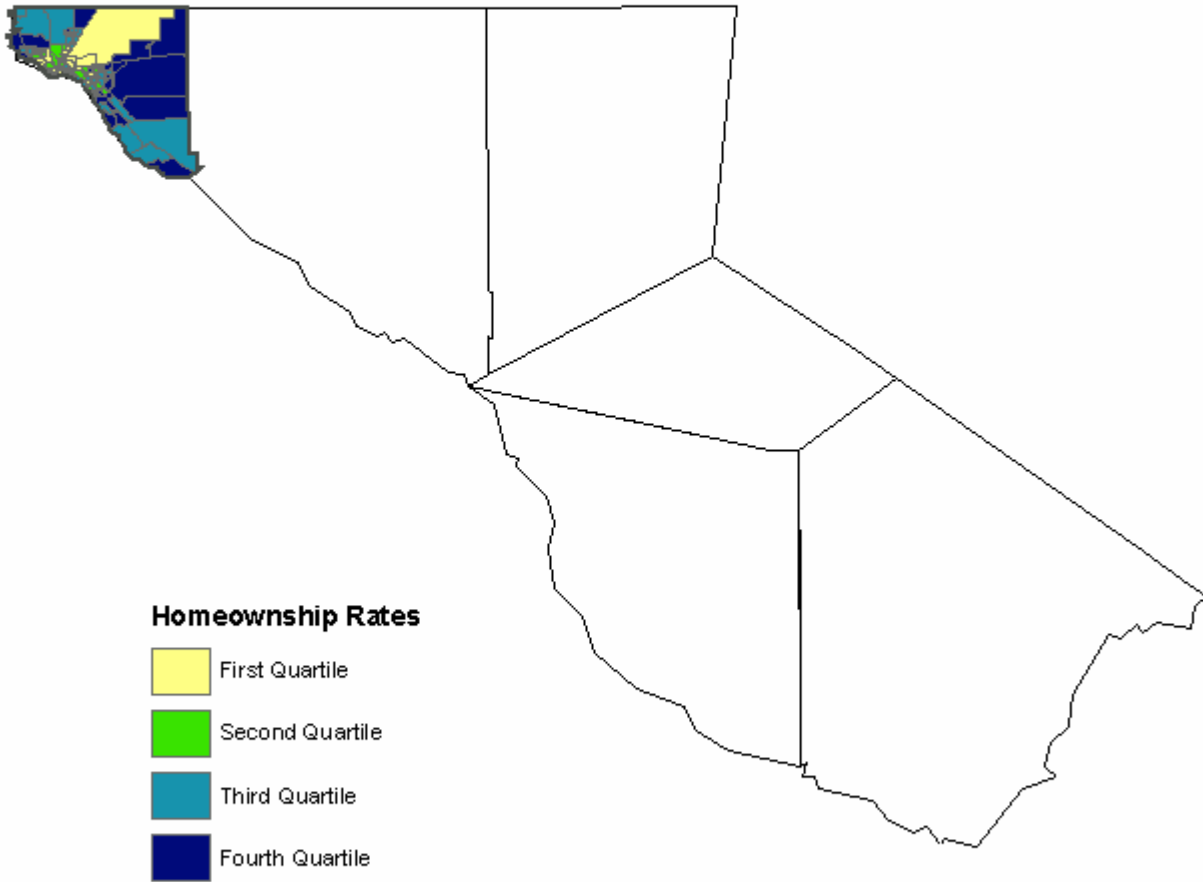 Homeownship Rates
First Quartile
Second Quartile
Third Quartile
Fourth Quartile